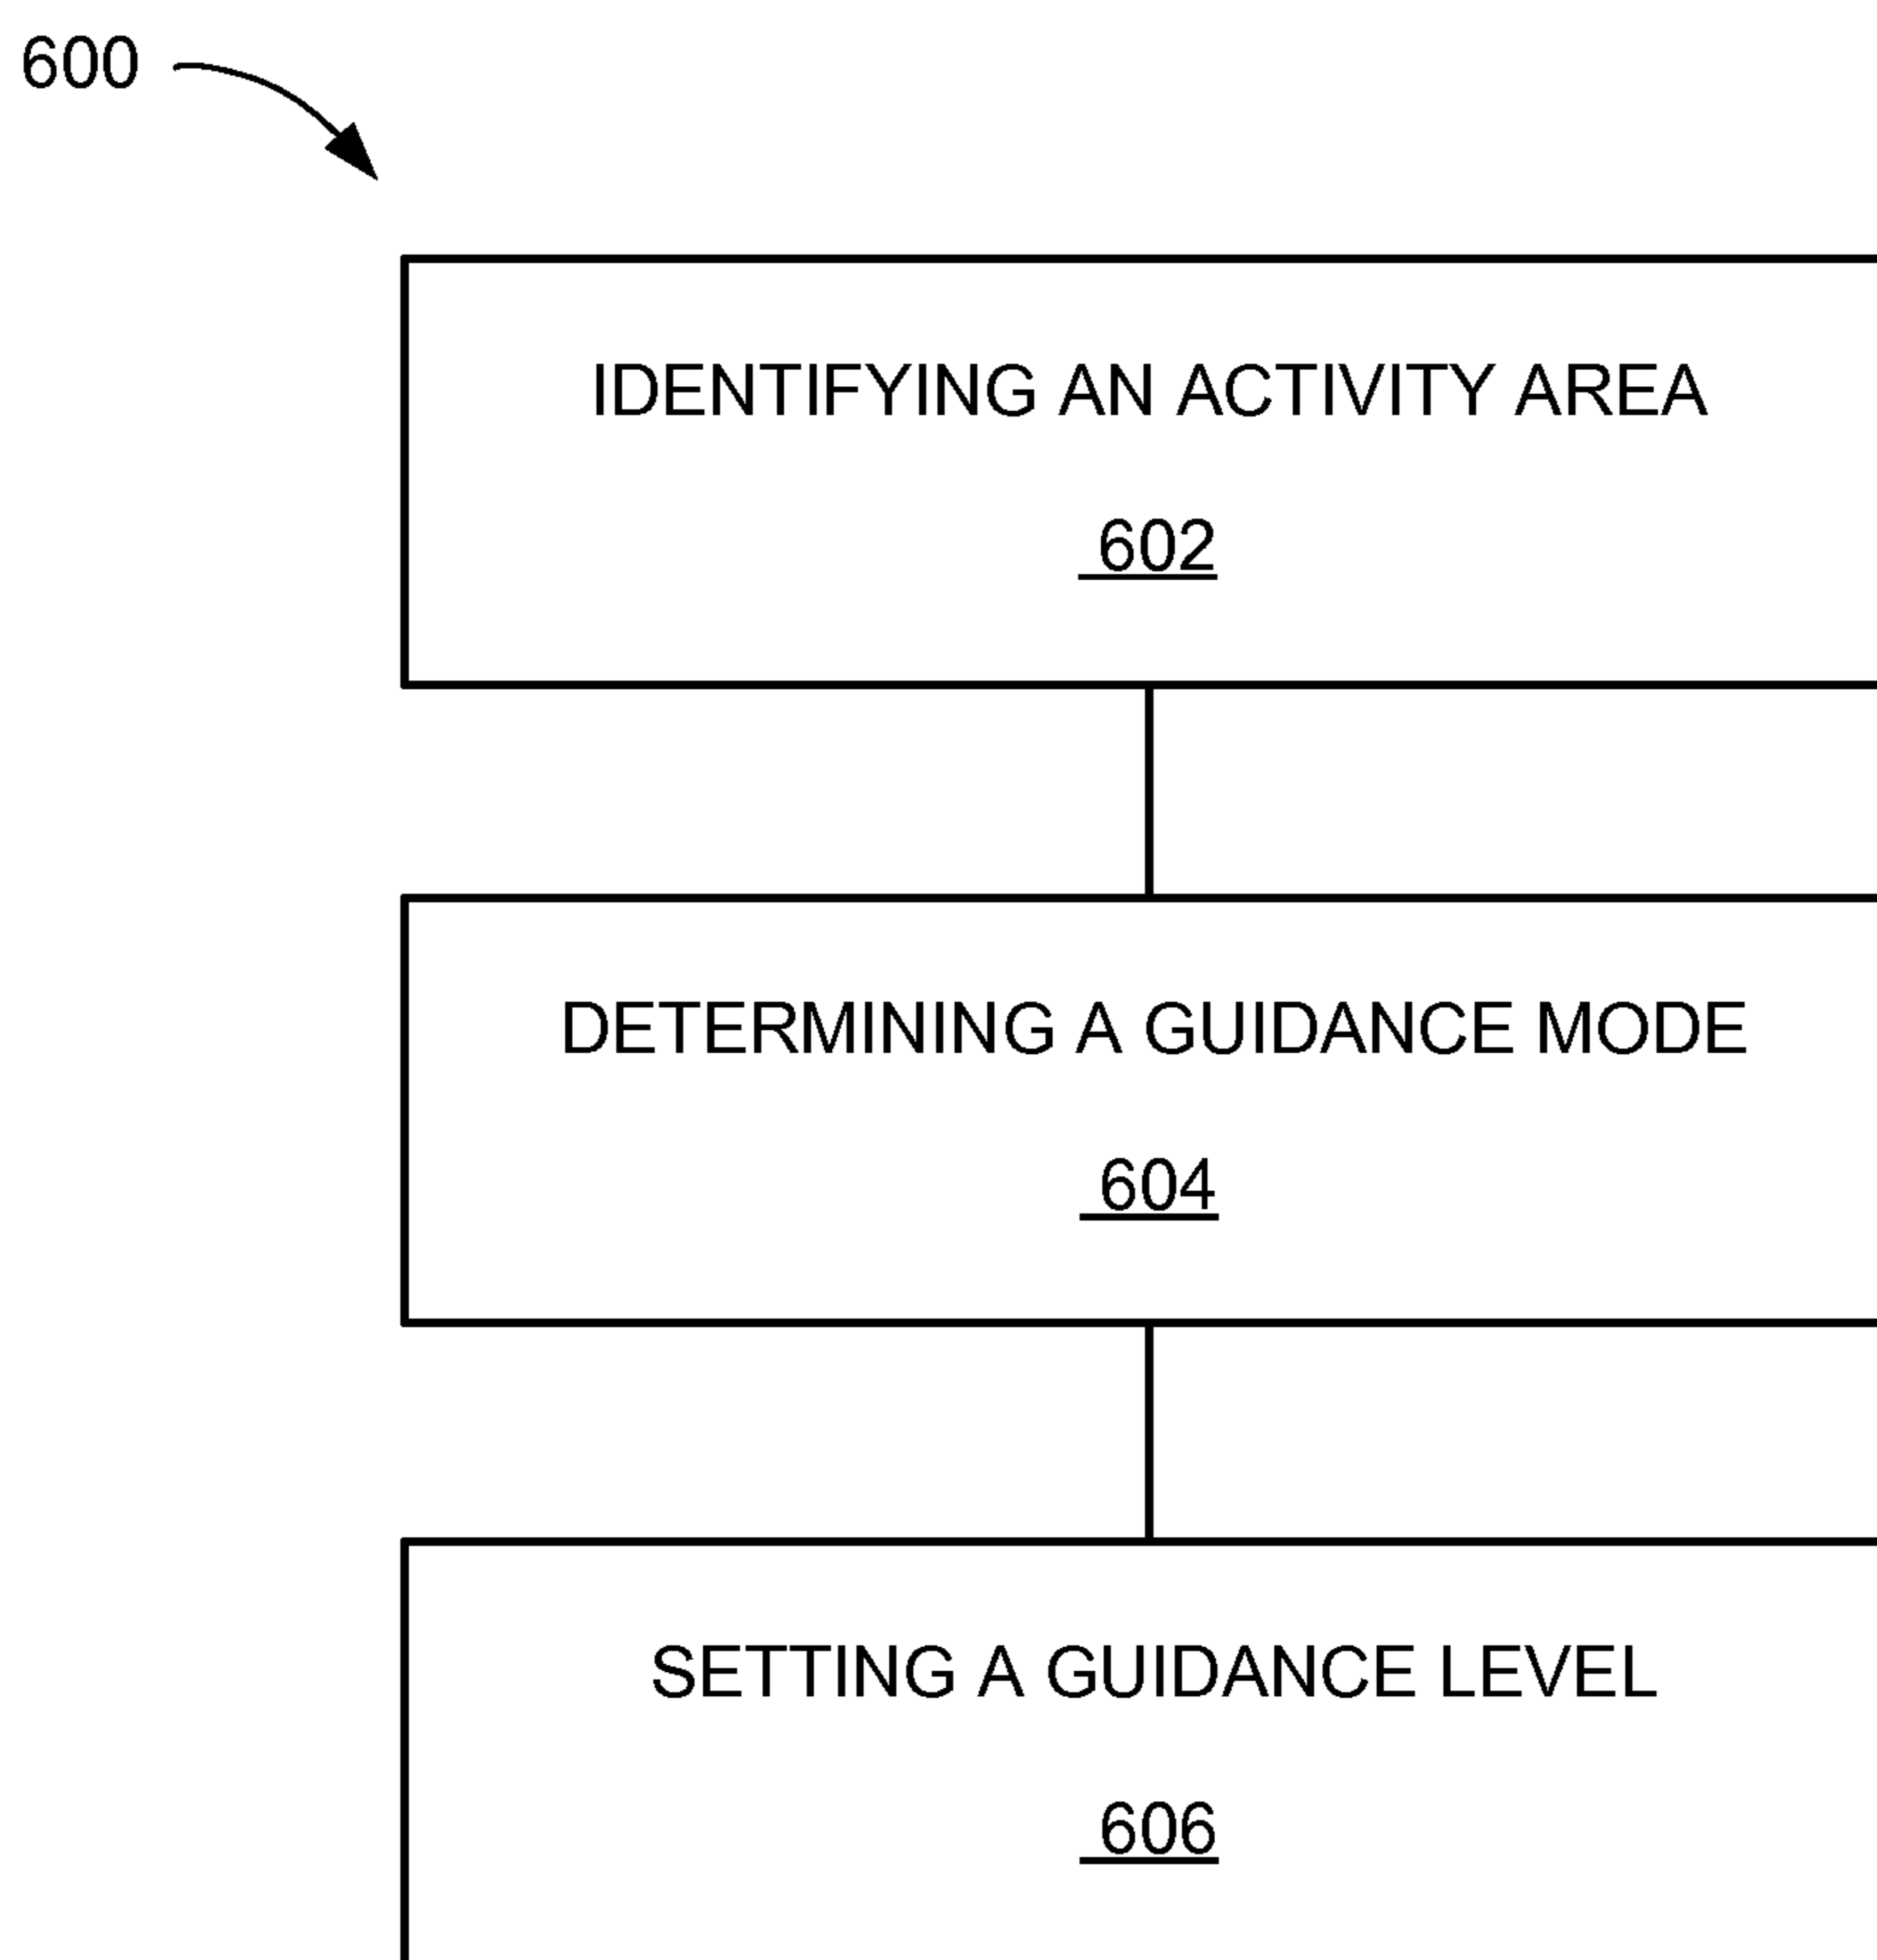 600
IDENTIFYING AN ACTIVITY AREA
602
DETERMINING A GUIDANCE MODE
604
SETTING A GUIDANCE LEVEL
606